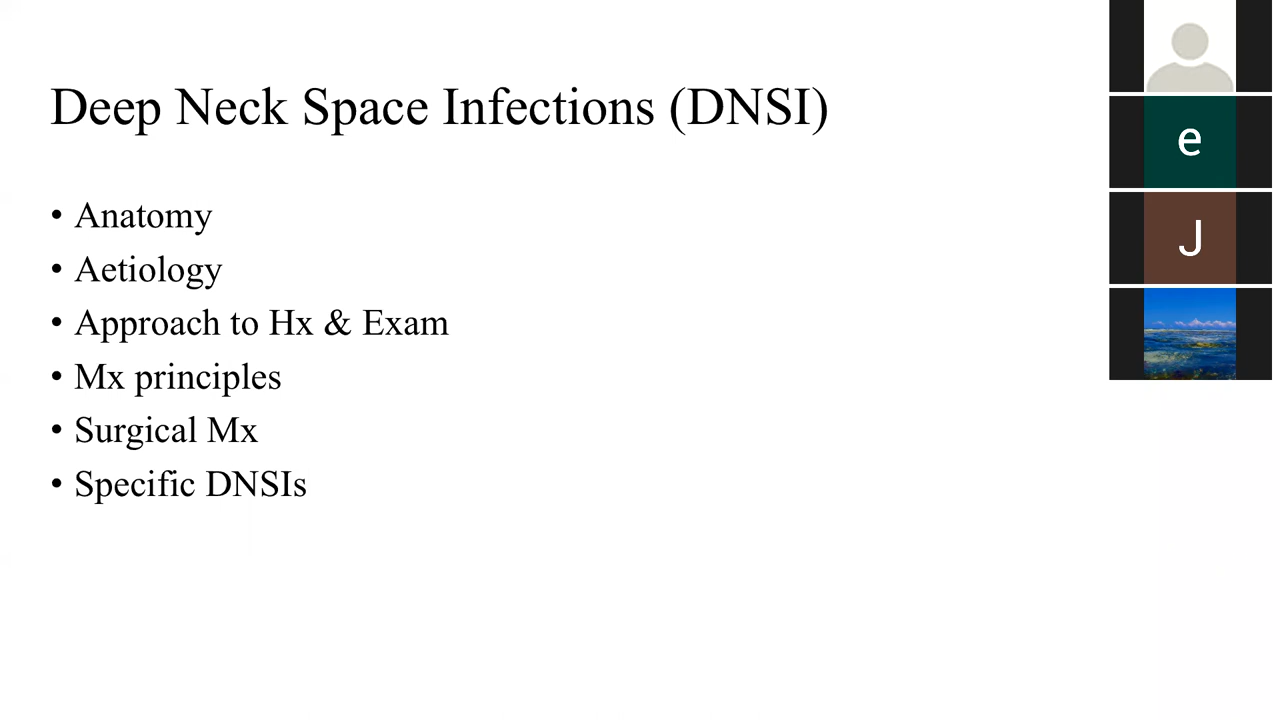 Deep Neck Space Infections (DNSI)
• Anatomy
• Aetiology
• Approach to Hx & Exam
• Mx principles
• Surgical Mx
• Specific DNSIs
e
J